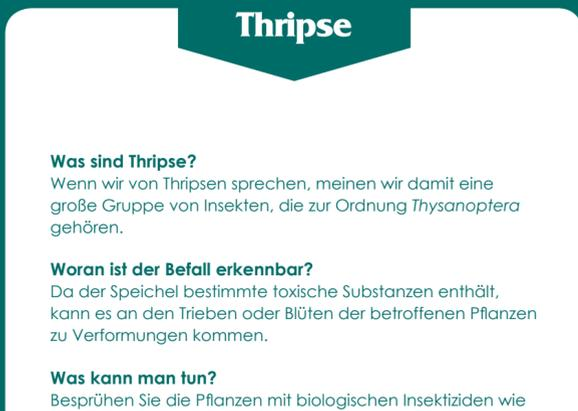 Thripse
Was sind Thripse?
Wenn wir von Thripsen sprechen, meinen wir damit eine
große Gruppe von Insekten, die zur Ordnung Thysanoptera
gehören.
Woran ist der Befall erkennbar?
Da der Speichel bestimmte toxische Substanzen enthält,
kann es an den Trieben oder Blüten der betroffenen Pflanzen
zu Verformungen kommen.
Was kann man tun?
Besprühen Sie die Pflanzen mit biologischen Insektiziden wie